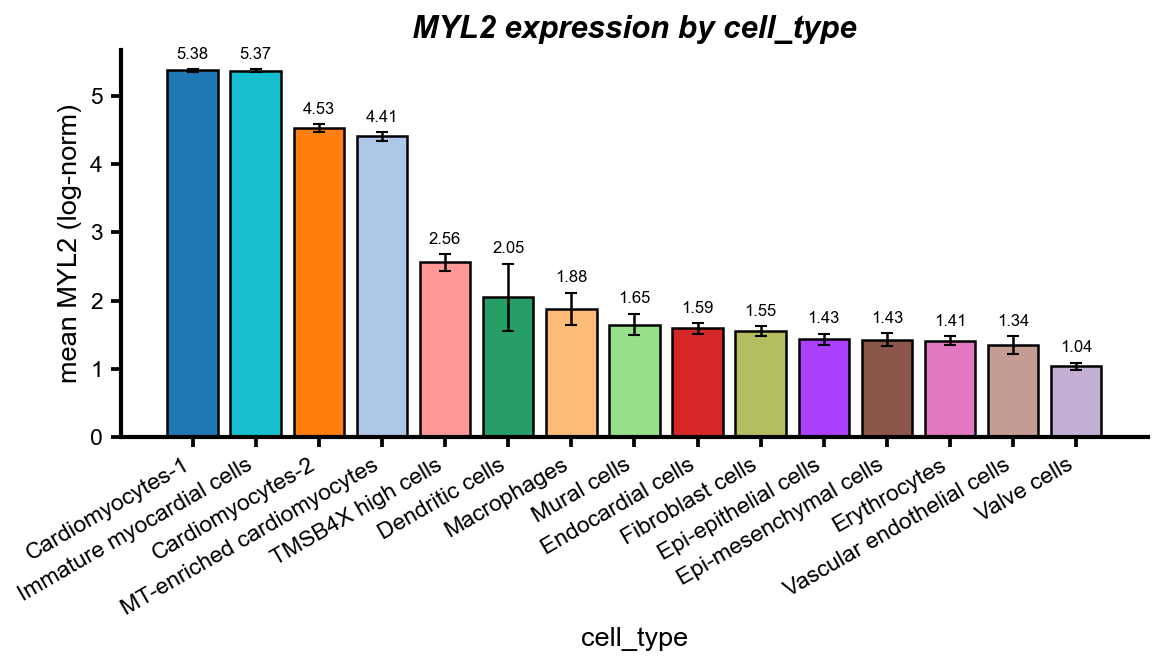 MYL2 expression by cell_type
mean MYL2 (log-norm)
5
4
3
2
1
0
5.38
5.37
4.53
4.41
2.56
2.05
1.88
1.65
1.59
1.55
1.43
1.43
1.41
1.34
1.04
Cardiomyocytes-1
Immature myocardial cells
Cardiomyocytes-2
MT-enriched cardiomyocytes
TMSB4X high cells
Dendritic cells
Macrophages
Mural cells
Endocardial cells
Fibroblast cells
Epi-epithelial cells
Epi-mesenchymal cells
Erythrocytes
Vascular endothelial cells
Valve cells
cell_type